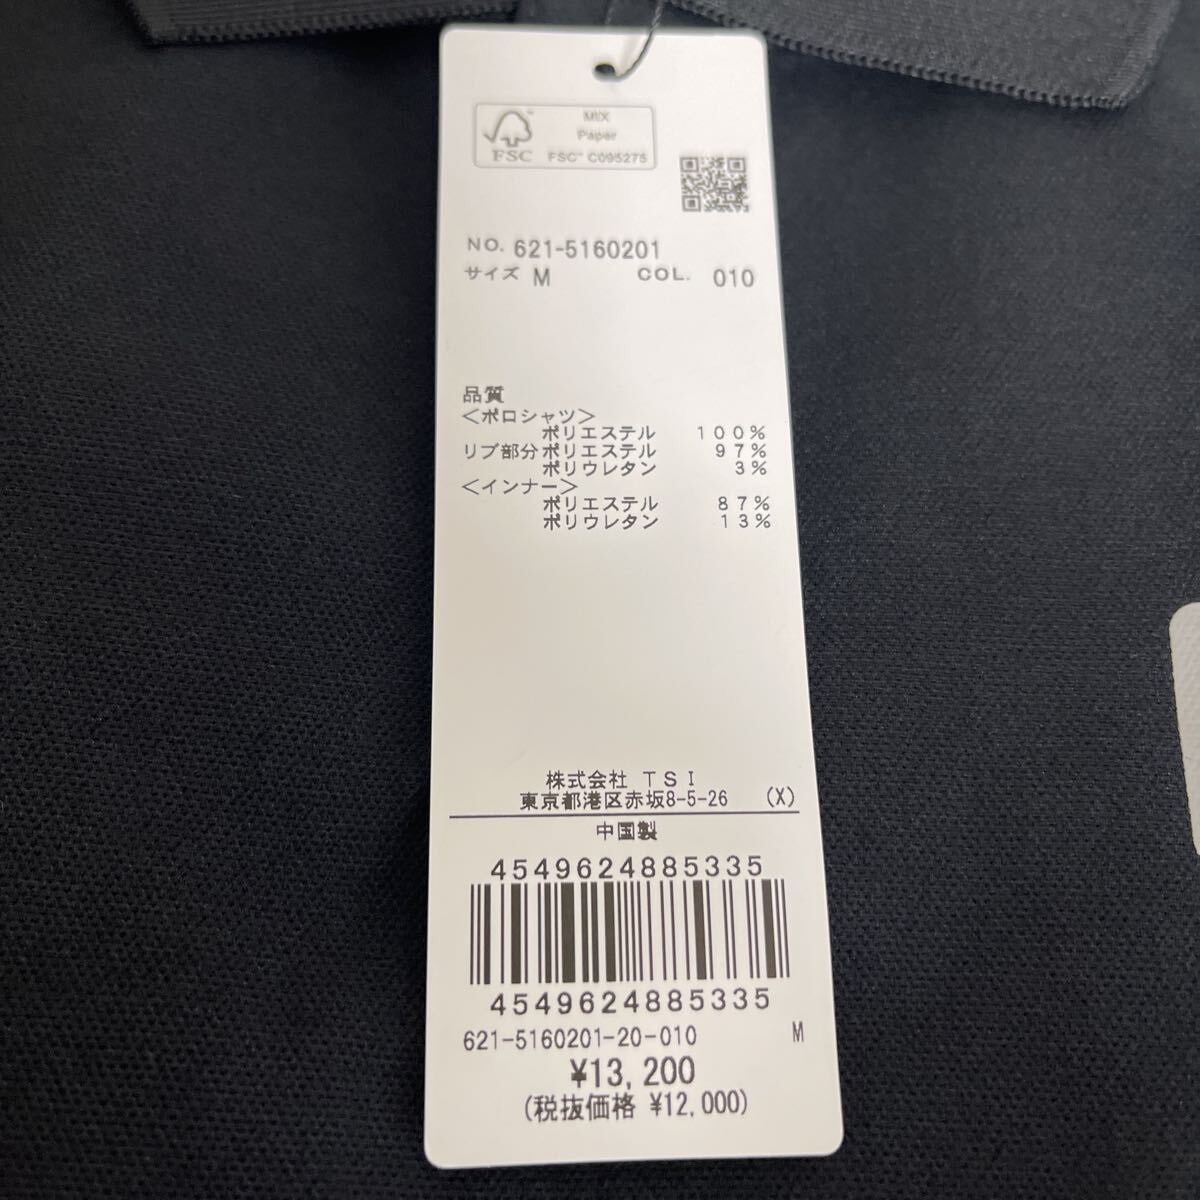 MIX
Paper
FSC
FSC™ C095275
NO. 621-5160201
サイズ M COL. 010
品質
＜ポロシャツ＞
ポリエステル 100%
リブ部分 ポリエステル 97%
ポリウレタン 3%
＜インナー＞
ポリエステル 87%
ポリウレタン 13%
株式会社 TSI
東京都港区赤坂8-5-26 (X)
中国製
4549624885335
4549624885335
621-5160201-20-010 M
¥13,200
(税抜価格 ¥12,000)